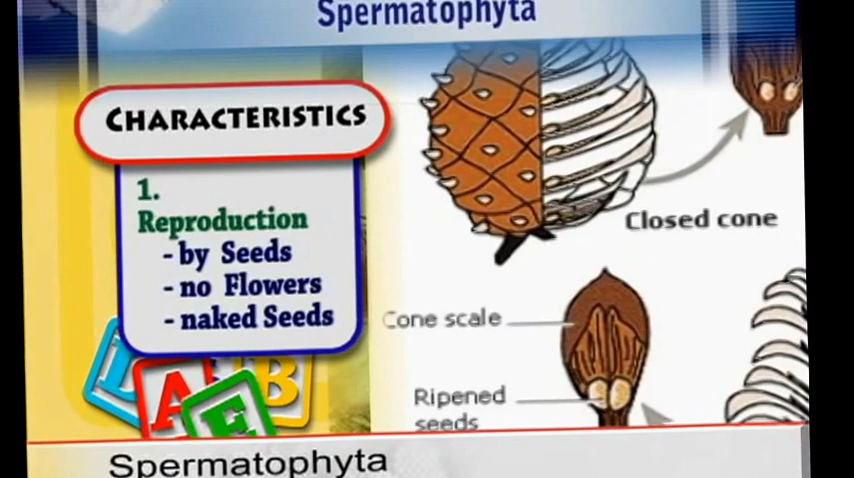 Spermatophyta
CHARACTERISTICS
1.
Reproduction
- by Seeds
- no Flowers
- naked Seeds
Closed cone
Cone scale
Ripened
seeds
A
B
E
Spermatophyta